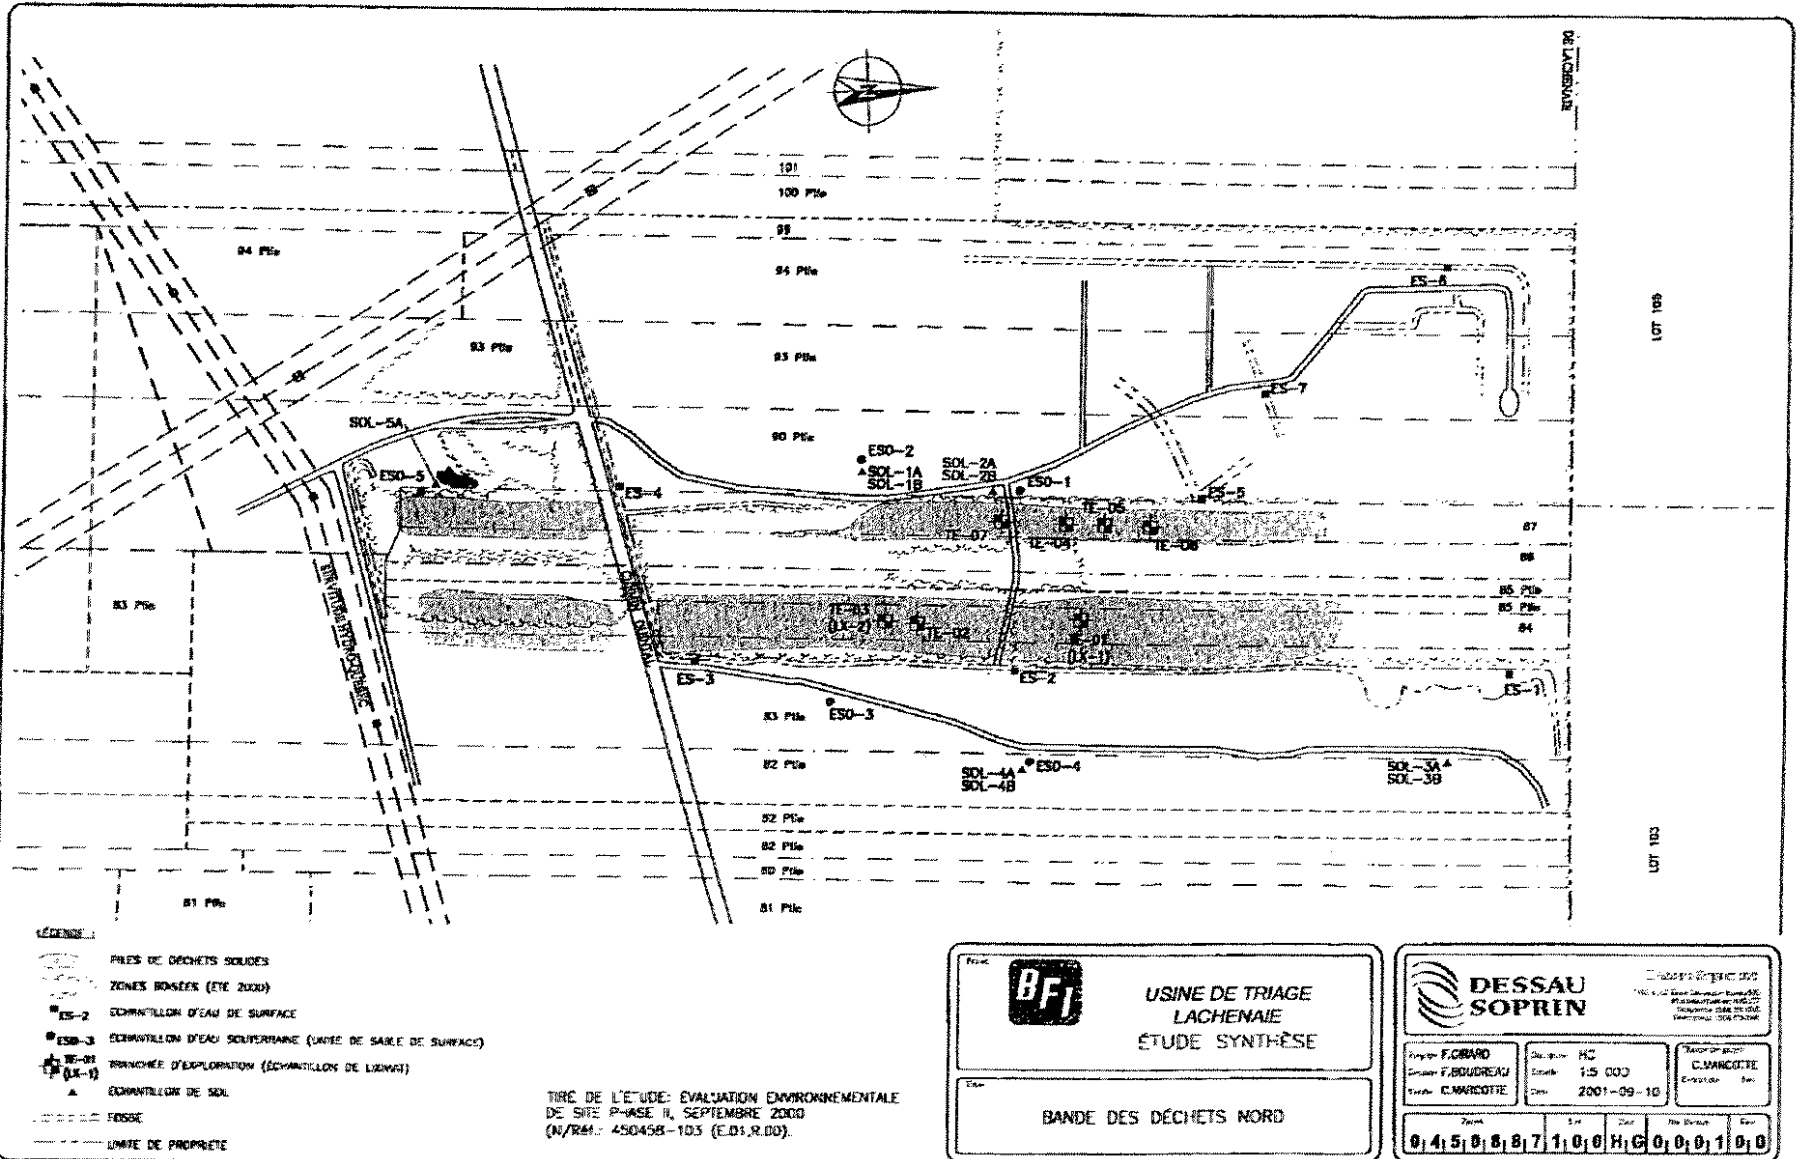 DE LACHENAIE
N
101
100 Ptie
95
94 Ptie
94 Ptie
ES-6
LOT 105
93 Ptie
93 Ptie
ES-7
SOL-5A
90 Ptie
ESO-2
SOL-1A
SOL-1B
SOL-2A
SOL-2B
ESO-5
ES-4
ESO-1
ES-5
TE-05
TE-07
TE-04
TE-06
87
86
85 Ptie
85 Ptie
84
83 Ptie
CHEMIN QUINTAL
TE-03
(LX-2)
TE-02
TE-01
(LX-1)
ES-3
ES-2
ES-1
83 Ptie
ESO-3
82 Ptie
SOL-4A
SOL-4B
ESO-4
SOL-3A
SOL-3B
82 Ptie
82 Ptie
80 Ptie
81 Ptie
81 Ptie
LOT 103
LÉGENDE :
PILES DE DÉCHETS SOLIDES
ZONES BOISÉES (ÉTÉ 2000)
ES-2 ÉCHANTILLON D'EAU DE SURFACE
ESO-3 ÉCHANTILLON D'EAU SOUTERRAINE (UNITÉ DE SABLE DE SURFACE)
TE-01
(LX-1) TRANCHÉE D'EXPLORATION (ÉCHANTILLON DE LIXIVIAT)
ÉCHANTILLON DE SOL
FOSSÉ
LIMITE DE PROPRIÉTÉ
TIRÉ DE L'ÉTUDE: ÉVALUATION ENVIRONNEMENTALE
DE SITE PHASE II, SEPTEMBRE 2000
(N/Réf.: 450458-103 (E.01.R.00).
Projet
BFI
USINE DE TRIAGE
LACHENAIE
ÉTUDE SYNTHÈSE
Titre
BANDE DES DÉCHETS NORD
DESSAU
SOPRIN
F.GIRARD
F.BOUDREAU
C.MARCOTTE
1:5 000
2001-09-10
C.MARCOTTE
0 4 5 0 8 8 7 1 0 0 H G 0 0 0 1 0 0